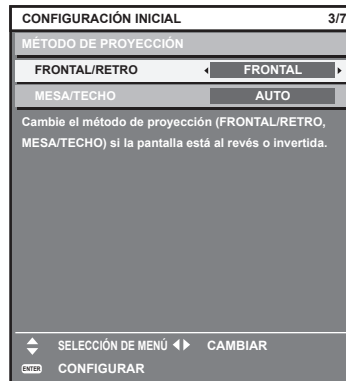 CONFIGURACIÓN INICIAL 3/7
MÉTODO DE PROYECCIÓN
FRONTAL/RETRO FRONTAL
MESA/TECHO AUTO
Cambie el método de proyección (FRONTAL/RETRO,
MESA/TECHO) si la pantalla está al revés o invertida.
SELECCIÓN DE MENÚ CAMBIAR
ENTER CONFIGURAR